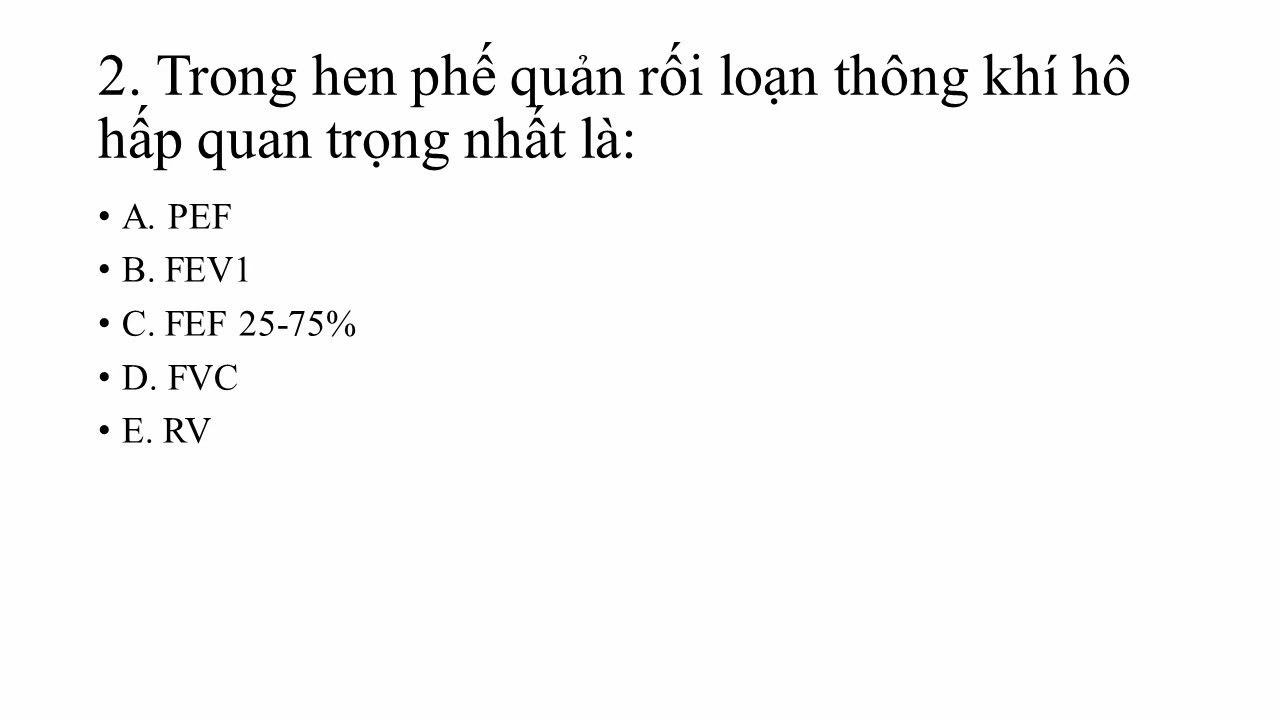 2. Trong hen phế quản rối loạn thông khí hô
hấp quan trọng nhất là:
• A. PEF
• B. FEV1
• C. FEF 25-75%
• D. FVC
• E. RV